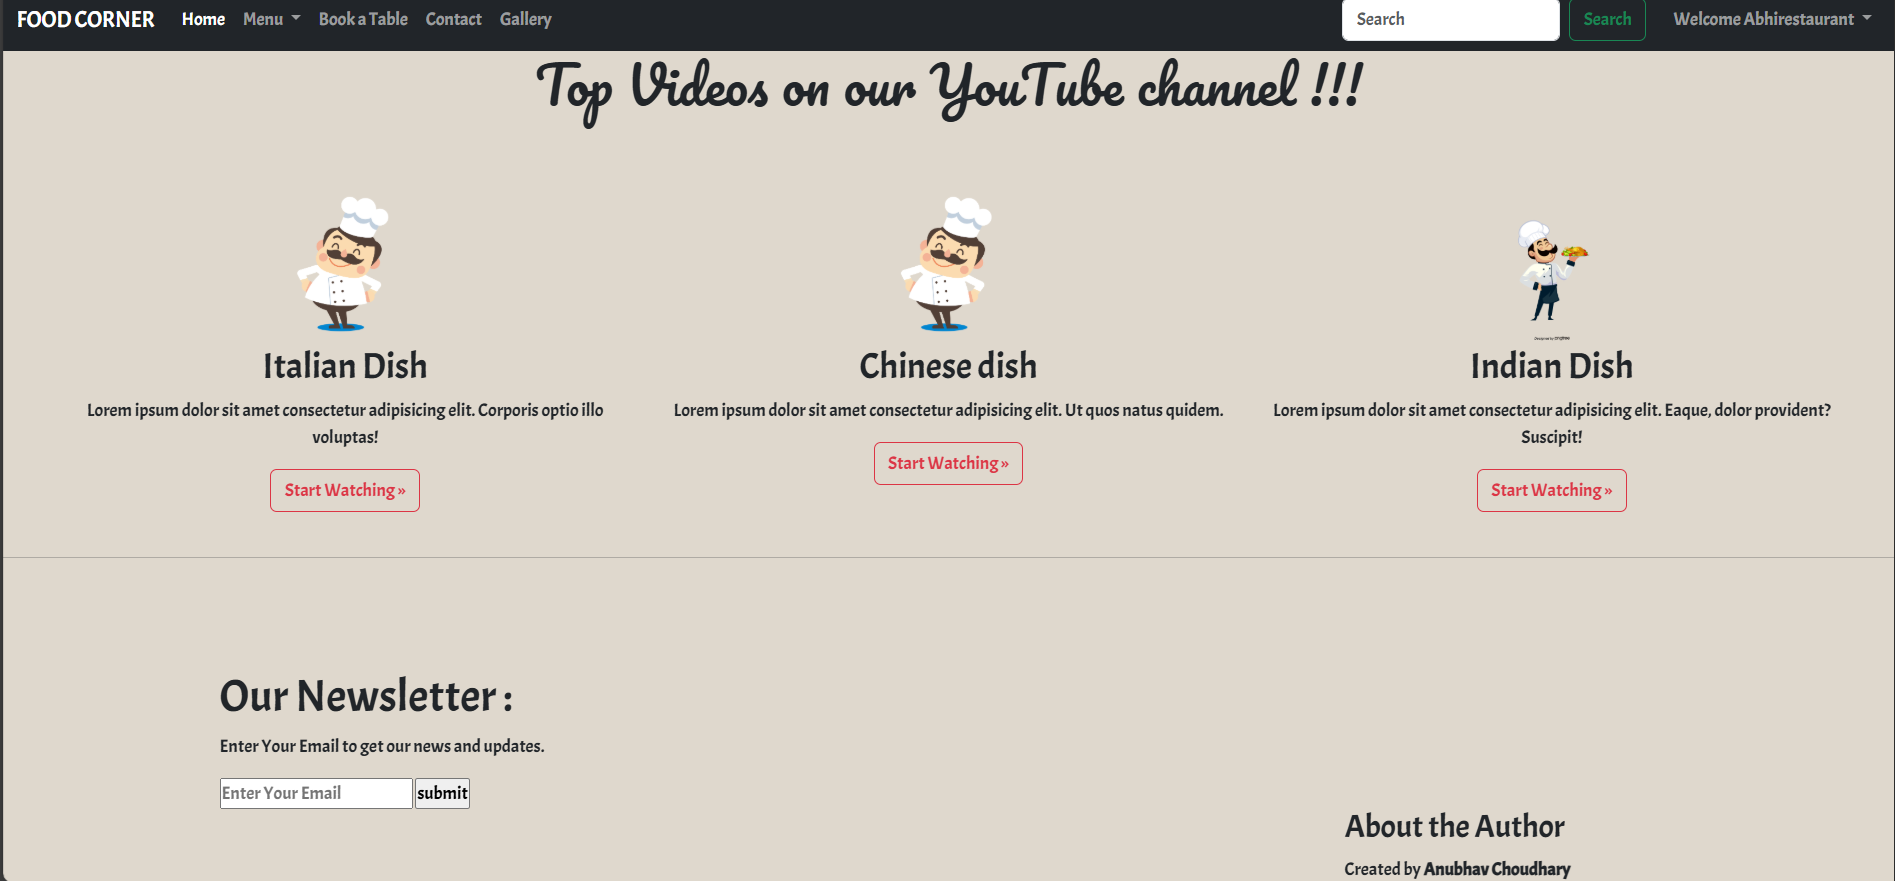 FOOD CORNER Home Menu Book a Table Contact Gallery Search Search Welcome Abhirestaurant
Top Videos on our YouTube channel !!!
Italian Dish
Lorem ipsum dolor sit amet consectetur adipisicing elit. Corporis optio illo
voluptas!
Start Watching »
Chinese dish
Lorem ipsum dolor sit amet consectetur adipisicing elit. Ut quos natus quidem.
Start Watching »
Indian Dish
Lorem ipsum dolor sit amet consectetur adipisicing elit. Eaque, dolor provident?
Suscipit!
Start Watching »
Our Newsletter :
Enter Your Email to get our news and updates.
Enter Your Email submit
About the Author
Created by Anubhav Choudhary